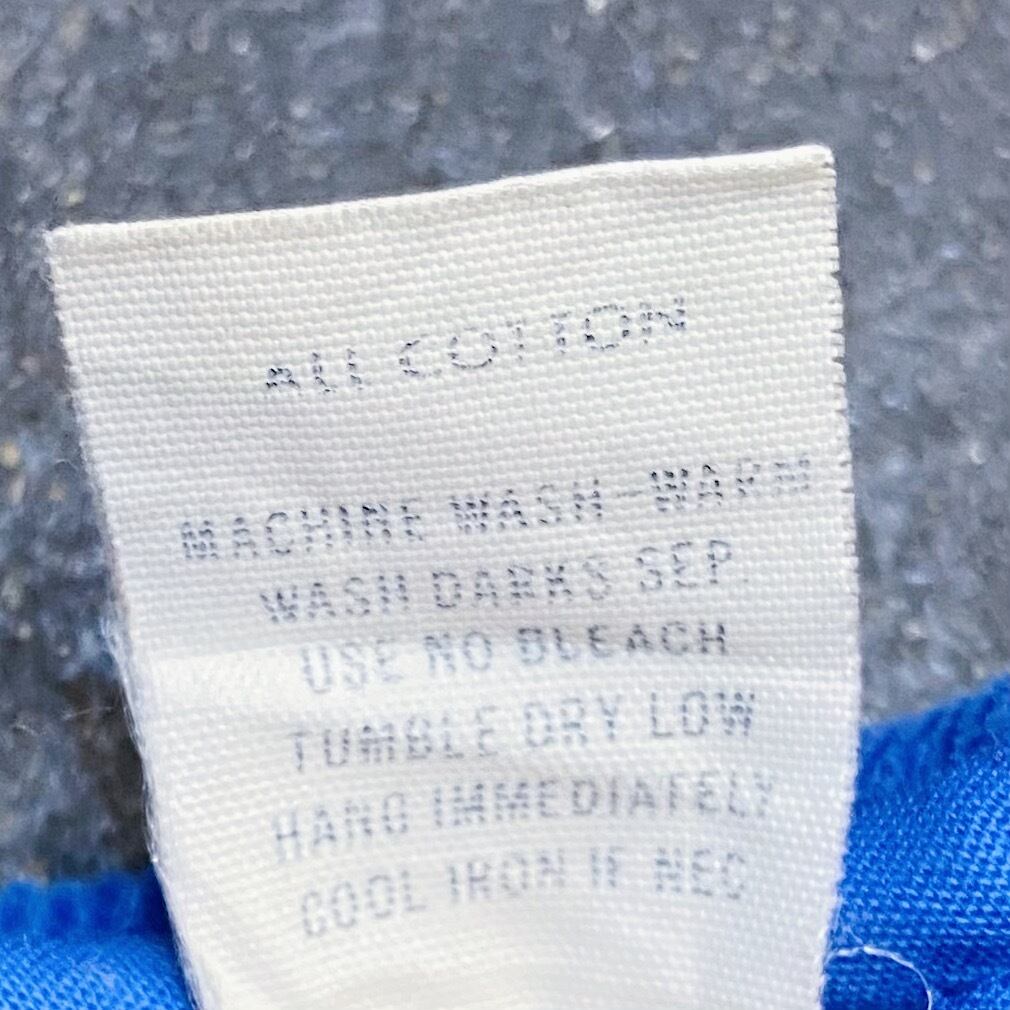 ALL COTTON
MACHINE WASH-WARM
WASH DARKS SEP
USE NO BLEACH
TUMBLE DRY LOW
HANG IMMEDIATELY
COOL IRON IF NEC